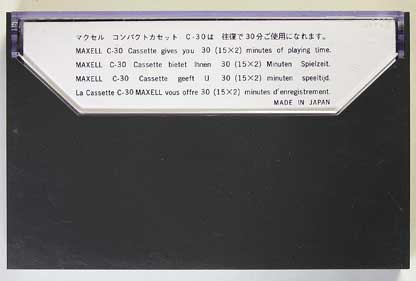 マクセル コンパクトカセット C-30は 往復で30分ご使用になれます。
MAXELL C-30 Cassette gives you 30 (15×2) minutes of playing time.
MAXELL C-30 Cassette bietet Ihnen 30 (15×2) Minuten Spielzeit.
MAXELL C-30 Cassette geeft U 30 (15×2) minuten speeltijd.
La Cassette C-30 MAXELL vous offre 30 (15×2) minutes d'enregistrement.
MADE IN JAPAN